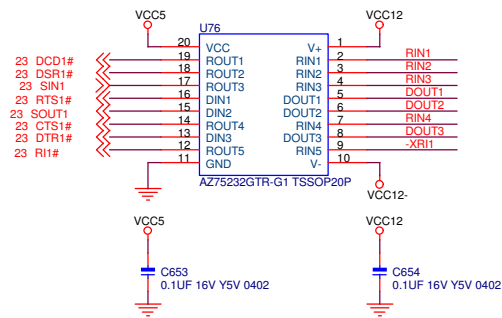 VCC5 VCC12
U76
20 VCC V+ 1
23 DCD1# 19 ROUT1 RIN1 2 RIN1
23 DSR1# 18 ROUT2 RIN2 3 RIN2
23 SIN1 17 ROUT3 RIN3 4 RIN3
23 RTS1# 16 DIN1 DOUT1 5 DOUT1
23 SOUT1 15 DIN2 DOUT2 6 DOUT2
23 CTS1# 14 ROUT4 RIN4 7 RIN4
23 DTR1# 13 DIN3 DOUT3 8 DOUT3
23 RI1# 12 ROUT5 RIN5 9 -XRI1
11 GND V- 10
AZ75232GTR-G1 TSSOP20P
VCC12-
VCC5 VCC12
C653 C654
0.1UF 16V Y5V 0402 0.1UF 16V Y5V 0402